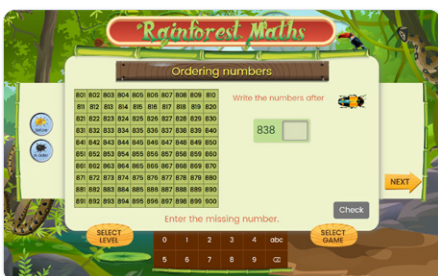 Rainforest Maths
Ordering numbers
801 802 803 804 805 806 807 808 809 810
811 812 813 814 815 816 817 818 819 820
821 822 823 824 825 826 827 828 829 830
831 832 833 834 835 836 837 838 839 840
841 842 843 844 845 846 847 848 849 850
851 852 853 854 855 856 857 858 859 860
861 862 863 864 865 866 867 868 869 870
871 872 873 874 875 876 877 878 879 880
881 882 883 884 885 886 887 888 889 890
891 892 893 894 895 896 897 898 899 900
Write the numbers after
838
NEXT
Check
Enter the missing number.
SELECT LEVEL
0 1 2 3 4 abc
5 6 7 8 9
SELECT GAME